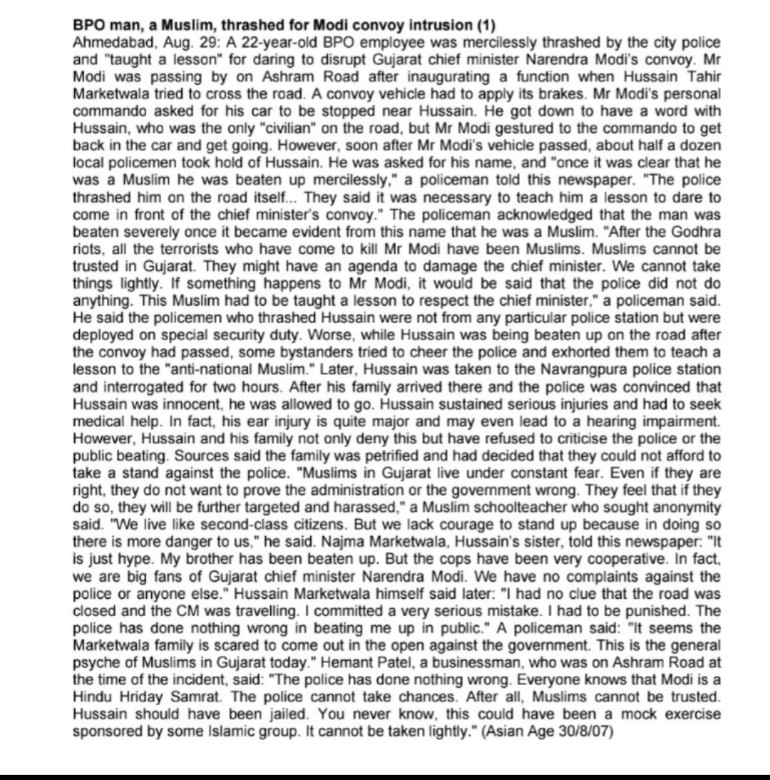 BPO man, a Muslim, thrashed for Modi convoy intrusion (1)
Ahmedabad, Aug. 29: A 22-year-old BPO employee was mercilessly thrashed by the city police
and "taught a lesson" for daring to disrupt Gujarat chief minister Narendra Modi's convoy. Mr
Modi was passing by on Ashram Road after inaugurating a function when Hussain Tahir
Marketwala tried to cross the road. A convoy vehicle had to apply its brakes. Mr Modi's personal
commando asked for his car to be stopped near Hussain. He got down to have a word with
Hussain, who was the only "civilian" on the road, but Mr Modi gestured to the commando to get
back in the car and get going. However, soon after Mr Modi's vehicle passed, about half a dozen
local policemen took hold of Hussain. He was asked for his name, and "once it was clear that he
was a Muslim he was beaten up mercilessly," a policeman told this newspaper. "The police
thrashed him on the road itself... They said it was necessary to teach him a lesson to dare to
come in front of the chief minister's convoy." The policeman acknowledged that the man was
beaten severely once it became evident from this name that he was a Muslim. "After the Godhra
riots, all the terrorists who have come to kill Mr Modi have been Muslims. Muslims cannot be
trusted in Gujarat. They might have an agenda to damage the chief minister. We cannot take
things lightly. If something happens to Mr Modi, it would be said that the police did not do
anything. This Muslim had to be taught a lesson to respect the chief minister," a policeman said.
He said the policemen who thrashed Hussain were not from any particular police station but were
deployed on special security duty. Worse, while Hussain was being beaten up on the road after
the convoy had passed, some bystanders tried to cheer the police and exhorted them to teach a
lesson to the "anti-national Muslim." Later, Hussain was taken to the Navrangpura police station
and interrogated for two hours. After his family arrived there and the police was convinced that
Hussain was innocent, he was allowed to go. Hussain sustained serious injuries and had to seek
medical help. In fact, his ear injury is quite major and may even lead to a hearing impairment.
However, Hussain and his family not only deny this but have refused to criticise the police or the
public beating. Sources said the family was petrified and had decided that they could not afford to
take a stand against the police. "Muslims in Gujarat live under constant fear. Even if they are
right, they do not want to prove the administration or the government wrong. They feel that if they
do so, they will be further targeted and harassed," a Muslim schoolteacher who sought anonymity
said. "We live like second-class citizens. But we lack courage to stand up because in doing so
there is more danger to us," he said. Najma Marketwala, Hussain's sister, told this newspaper: "It
is just hype. My brother has been beaten up. But the cops have been very cooperative. In fact,
we are big fans of Gujarat chief minister Narendra Modi. We have no complaints against the
police or anyone else." Hussain Marketwala himself said later: "I had no clue that the road was
closed and the CM was travelling. I committed a very serious mistake. I had to be punished. The
police has done nothing wrong in beating me up in public." A policeman said: "It seems the
Marketwala family is scared to come out in the open against the government. This is the general
psyche of Muslims in Gujarat today." Hemant Patel, a businessman, who was on Ashram Road at
the time of the incident, said: "The police has done nothing wrong. Everyone knows that Modi is a
Hindu Hriday Samrat. The police cannot take chances. After all, Muslims cannot be trusted.
Hussain should have been jailed. You never know, this could have been a mock exercise
sponsored by some Islamic group. It cannot be taken lightly." (Asian Age 30/8/07)